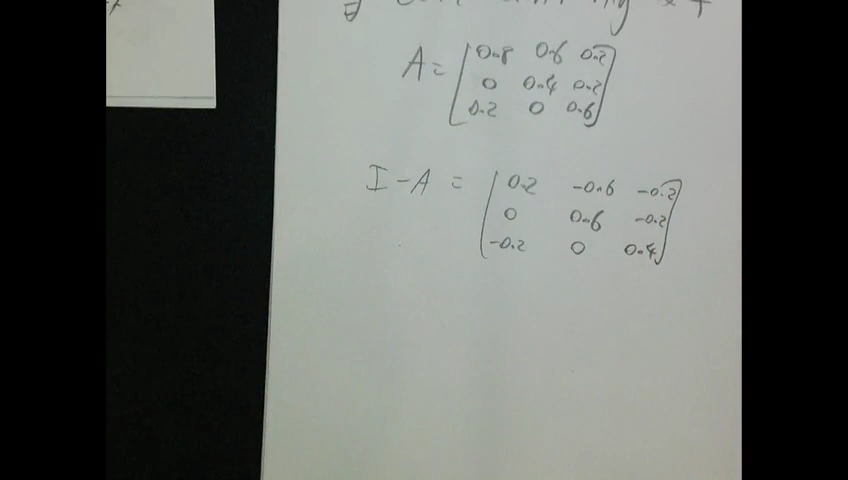 A = [0.8 0.6 0.2
0 0.4 0.2
0.2 0 0.6]
I - A = [0.2 -0.6 -0.2
0 0.6 -0.2
-0.2 0 0.4]